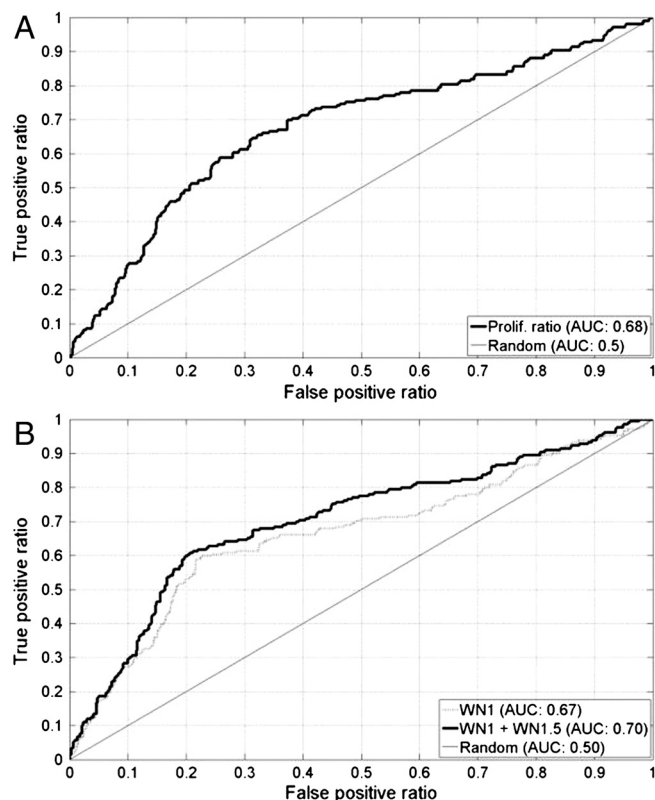 A
1
0.9
0.8
0.7
0.6
0.5
0.4
0.3
0.2
0.1
0
True positive ratio
Prolif. ratio (AUC: 0.68)
Random (AUC: 0.5)
0 0.1 0.2 0.3 0.4 0.5 0.6 0.7 0.8 0.9 1
False positive ratio
B
1
0.9
0.8
0.7
0.6
0.5
0.4
0.3
0.2
0.1
0
True positive ratio
WN1 (AUC: 0.67)
WN1 + WN1.5 (AUC: 0.70)
Random (AUC: 0.50)
0 0.1 0.2 0.3 0.4 0.5 0.6 0.7 0.8 0.9 1
False positive ratio